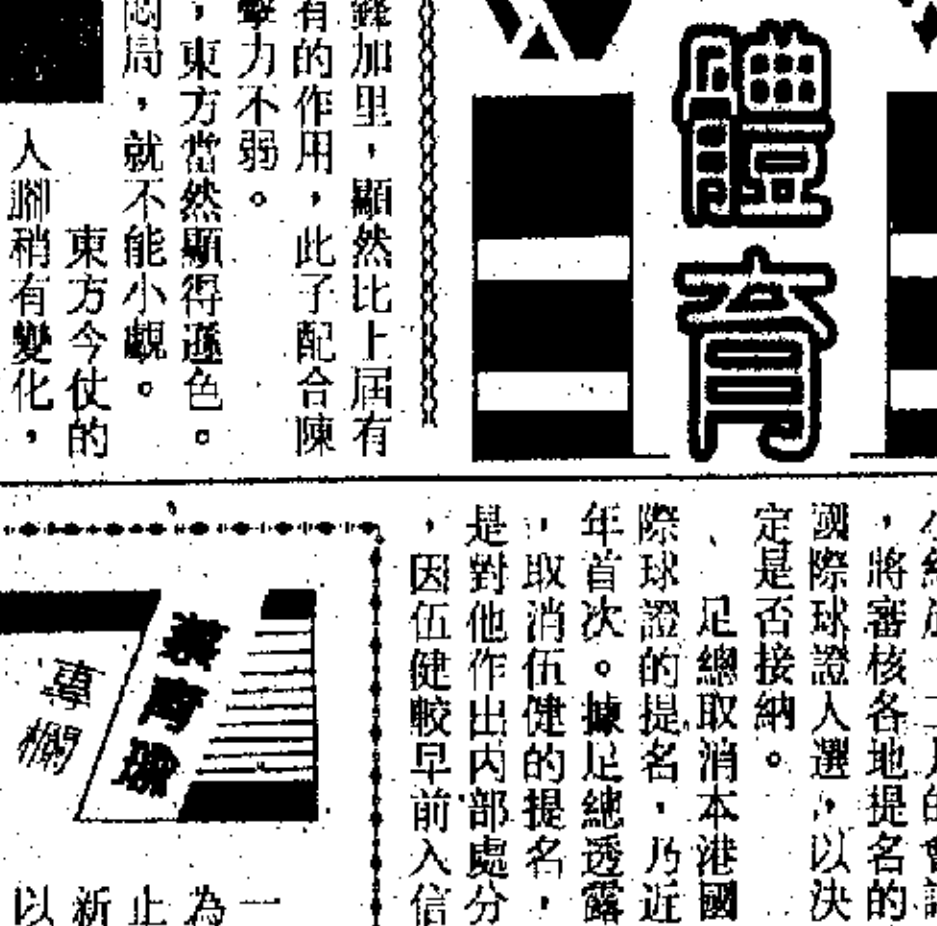 體育
鋒加里，顯然比上屆有
有的作用，此子配合陳
擊力不弱。
，東方當然顯得遜色。
悶局，就不能小覷。
東方今仗的
人腳稍有變化，
，將審核各地提名的
國際球證人選，以決
定是否接納。
足總取消本港國
際球證的提名，乃近
年首次。據足總透露
，取消伍健的提名，
是對他作出內部處分
，因伍健較早前入信
專欄
一
為
止
新
以